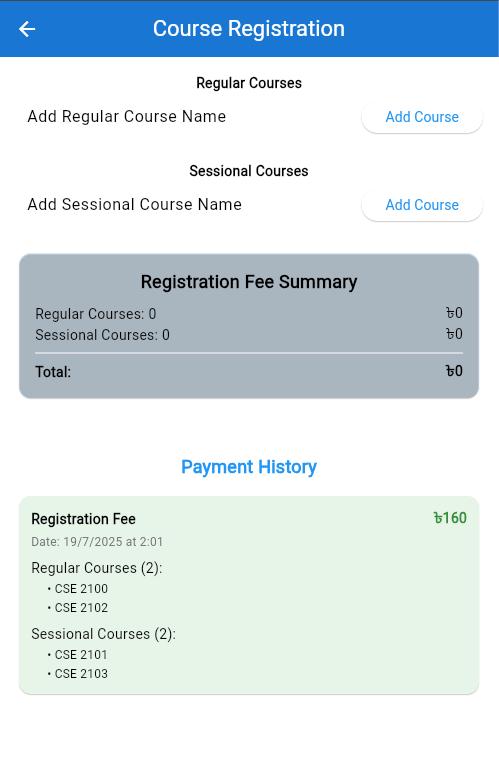 Course Registration
Regular Courses
Add Regular Course Name
Add Course
Sessional Courses
Add Sessional Course Name
Add Course
Registration Fee Summary
Regular Courses: 0 ৳0
Sessional Courses: 0 ৳0
Total: ৳0
Payment History
Registration Fee ৳160
Date: 19/7/2025 at 2:01
Regular Courses (2):
• CSE 2100
• CSE 2102
Sessional Courses (2):
• CSE 2101
• CSE 2103